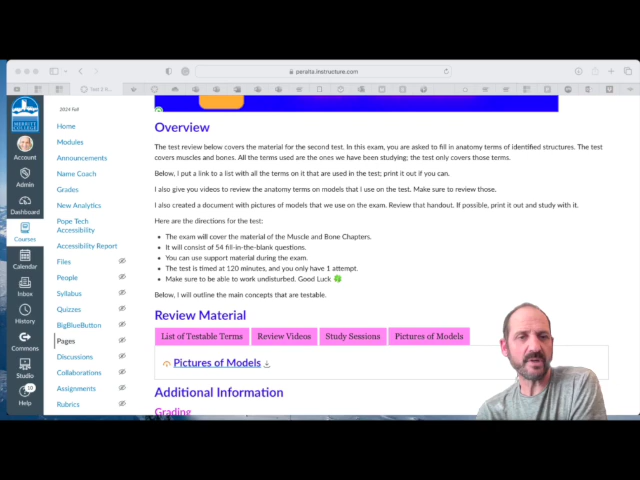 peralta.instructure.com
Test 2 R
2024 Fall
MERRITT COLLEGE
Account
Admin
Dashboard
Courses
Calendar
Inbox
History
Commons
Studio
10
Help
Home
Modules
Announcements
Name Coach
Grades
New Analytics
Pope Tech
Accessibility
Accessibility Report
Files
People
Syllabus
Quizzes
BigBlueButton
Pages
Discussions
Collaborations
Assignments
Rubrics
Overview
The test review below covers the material for the second test. In this exam, you are asked to fill in anatomy terms of identified structures. The test
covers muscles and bones. All the terms used are the ones we have been studying; the test only covers those terms.
Below, I put a link to a list with all the terms on it that are used in the test; print it out if you can.
I also give you videos to review the anatomy terms on models that I use on the test. Make sure to review those.
I also created a document with pictures of models that we use on the exam. Review that handout. If possible, print it out and study with it.
Here are the directions for the test:
• The exam will cover the material of the Muscle and Bone Chapters.
• It will consist of 54 fill-in-the-blank questions.
• You can use support material during the exam.
• The test is timed at 120 minutes, and you only have 1 attempt.
• Make sure to be able to work undisturbed. Good Luck 🍀
Below, I will outline the main concepts that are testable.
Review Material
List of Testable Terms Review Videos Study Sessions Pictures of Models
Pictures of Models
Additional Information
Grading